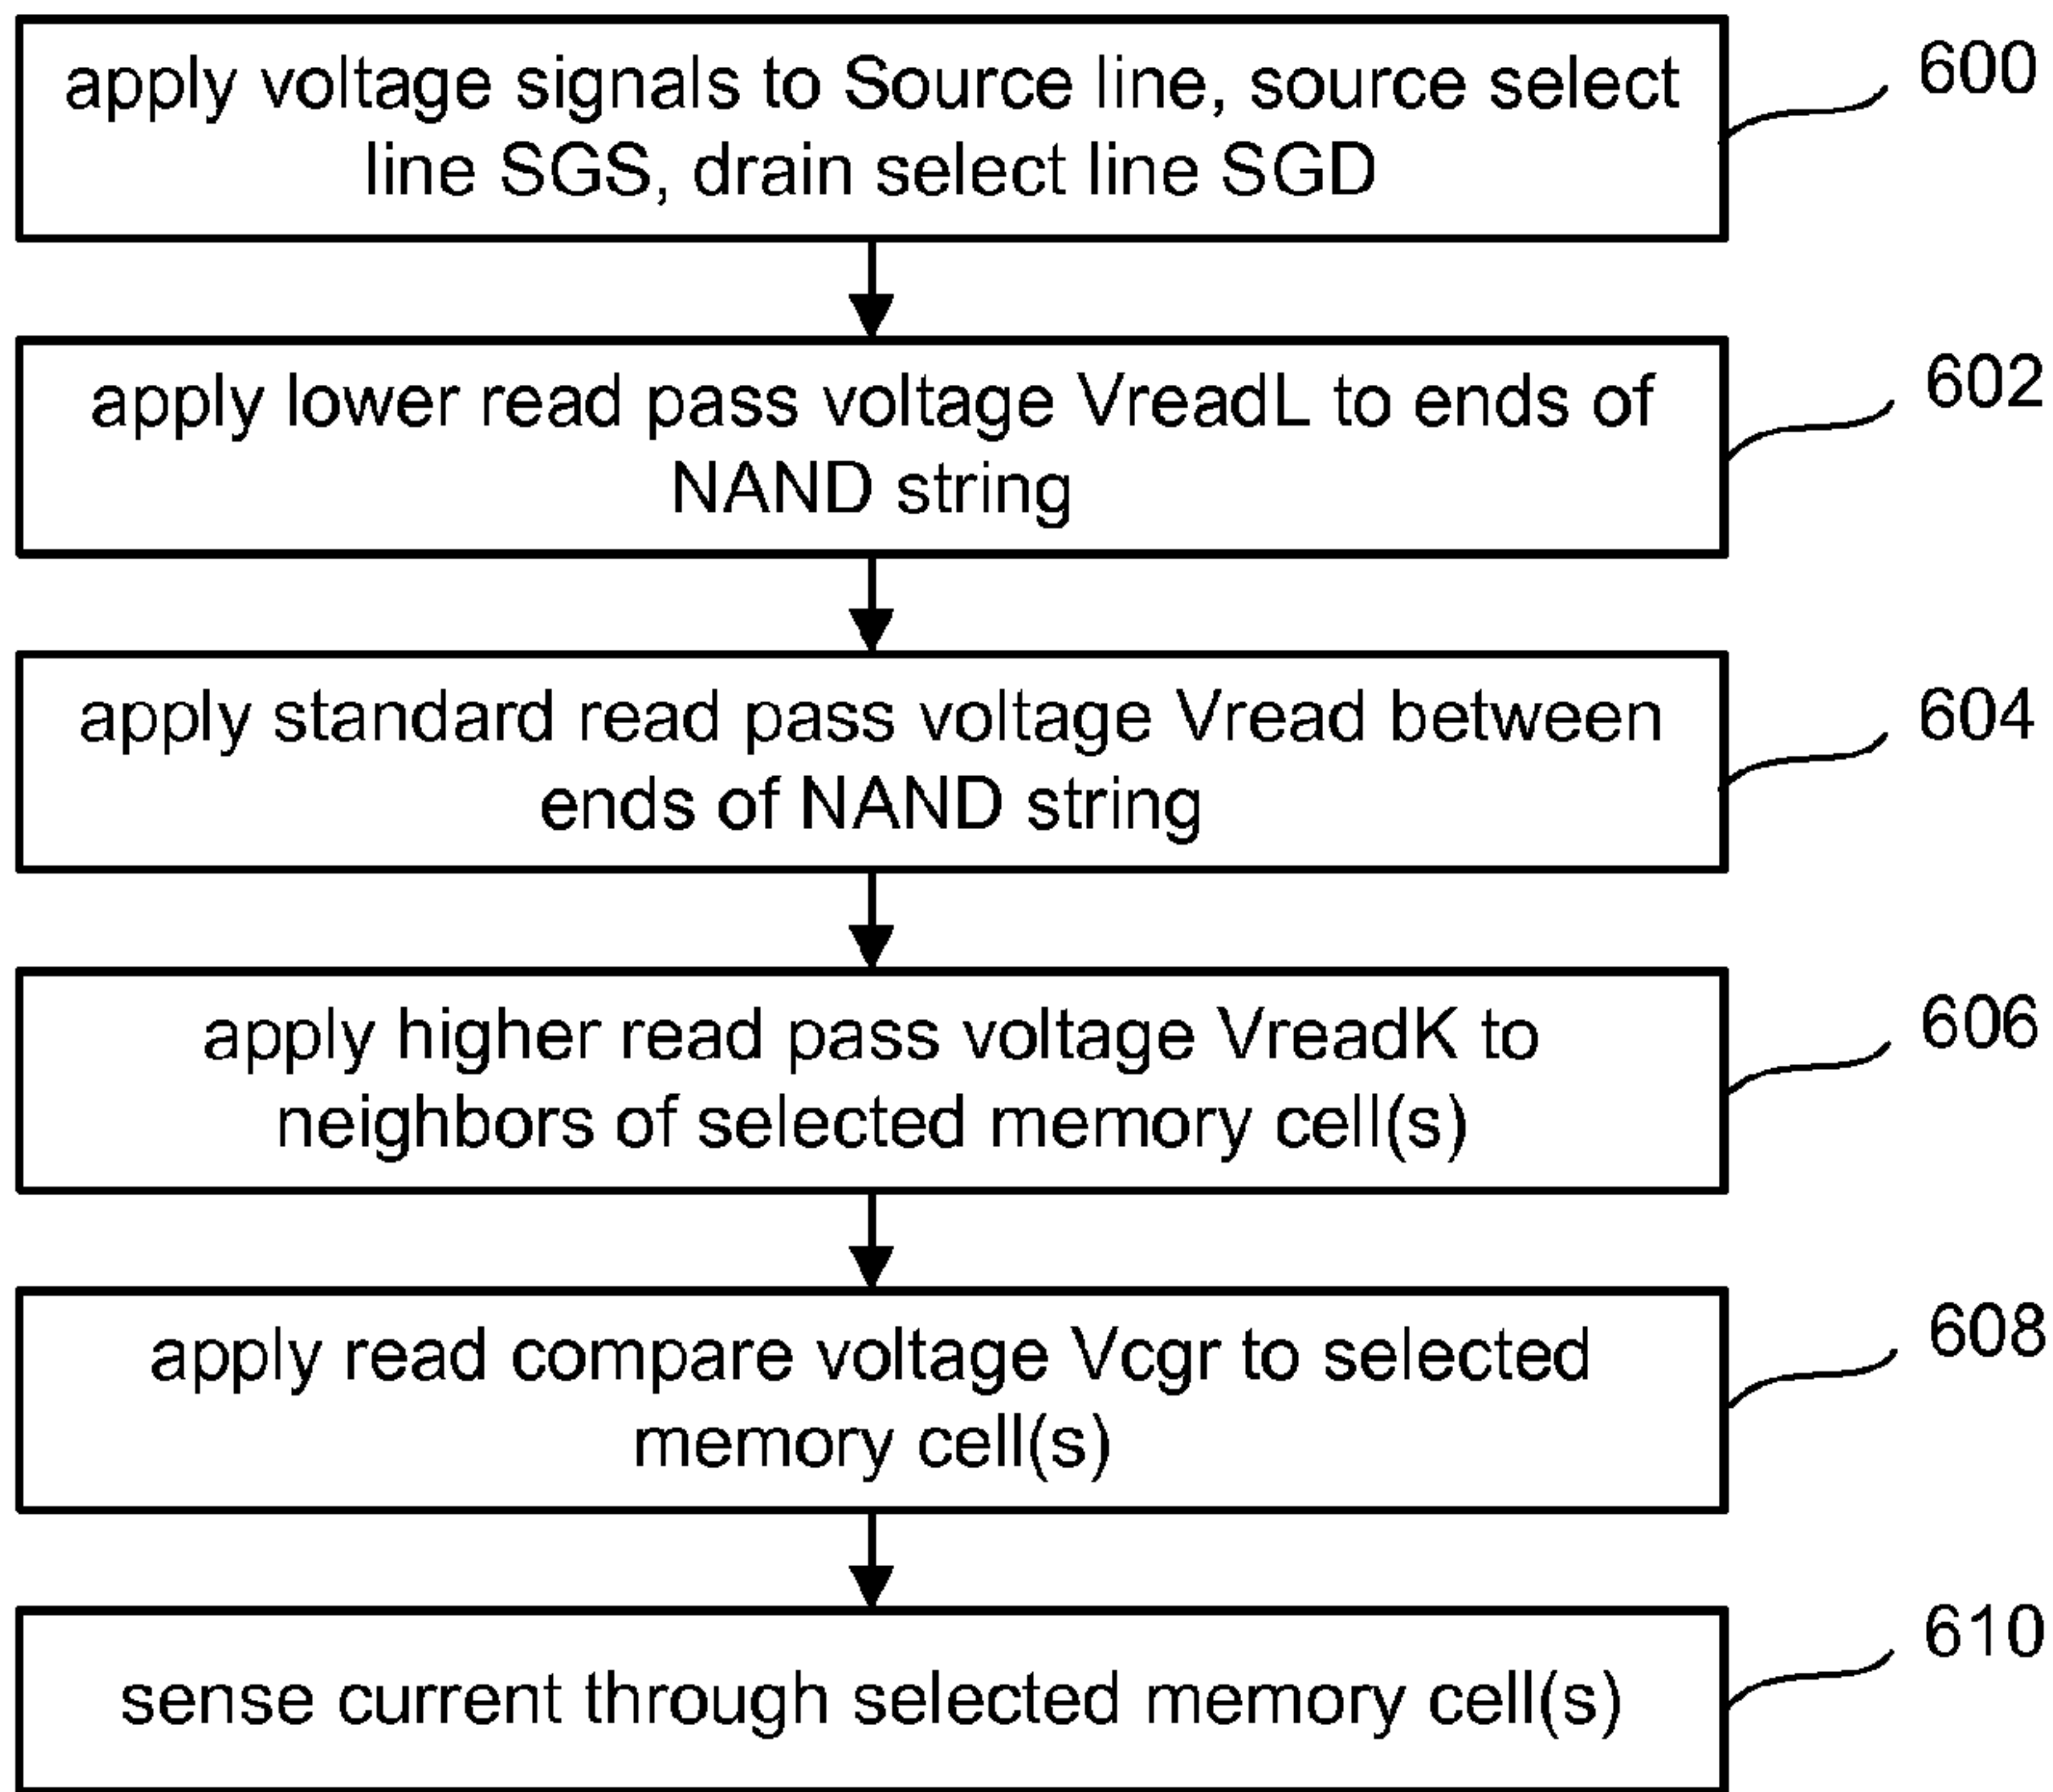 apply voltage signals to Source line, source select
line SGS, drain select line SGD
600
apply lower read pass voltage VreadL to ends of
NAND string
602
apply standard read pass voltage Vread between
ends of NAND string
604
apply higher read pass voltage VreadK to
neighbors of selected memory cell(s)
606
apply read compare voltage Vcgr to selected
memory cell(s)
608
sense current through selected memory cell(s)
610